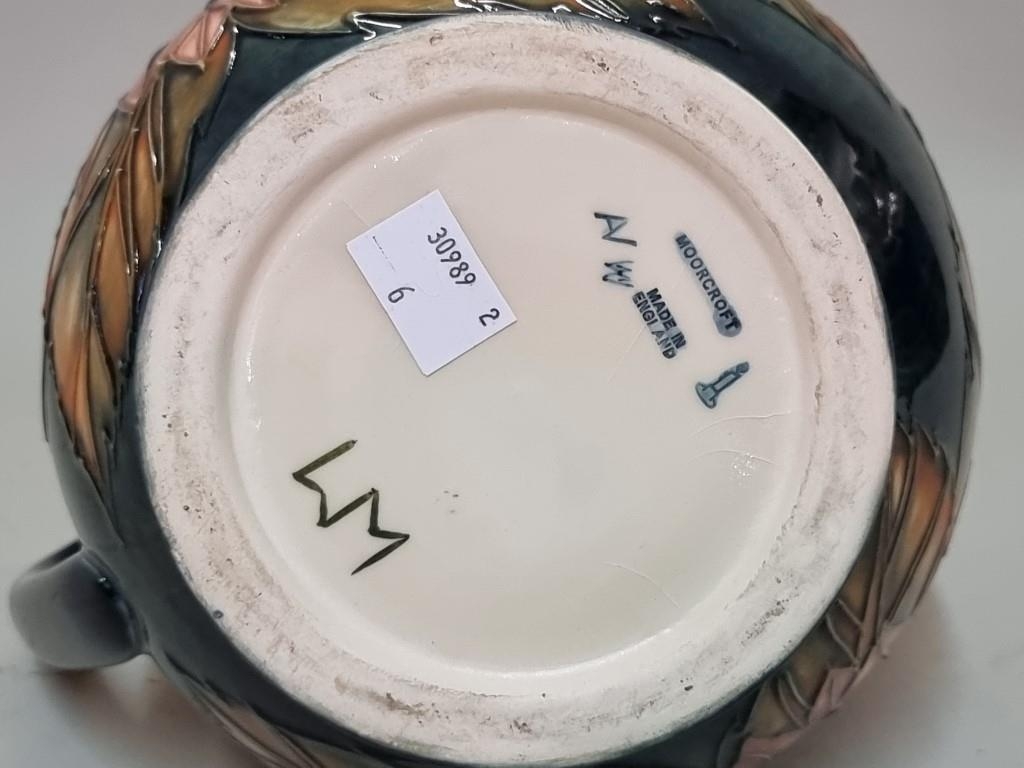 30989
6 2
MOORCROFT
MADE IN
ENGLAND